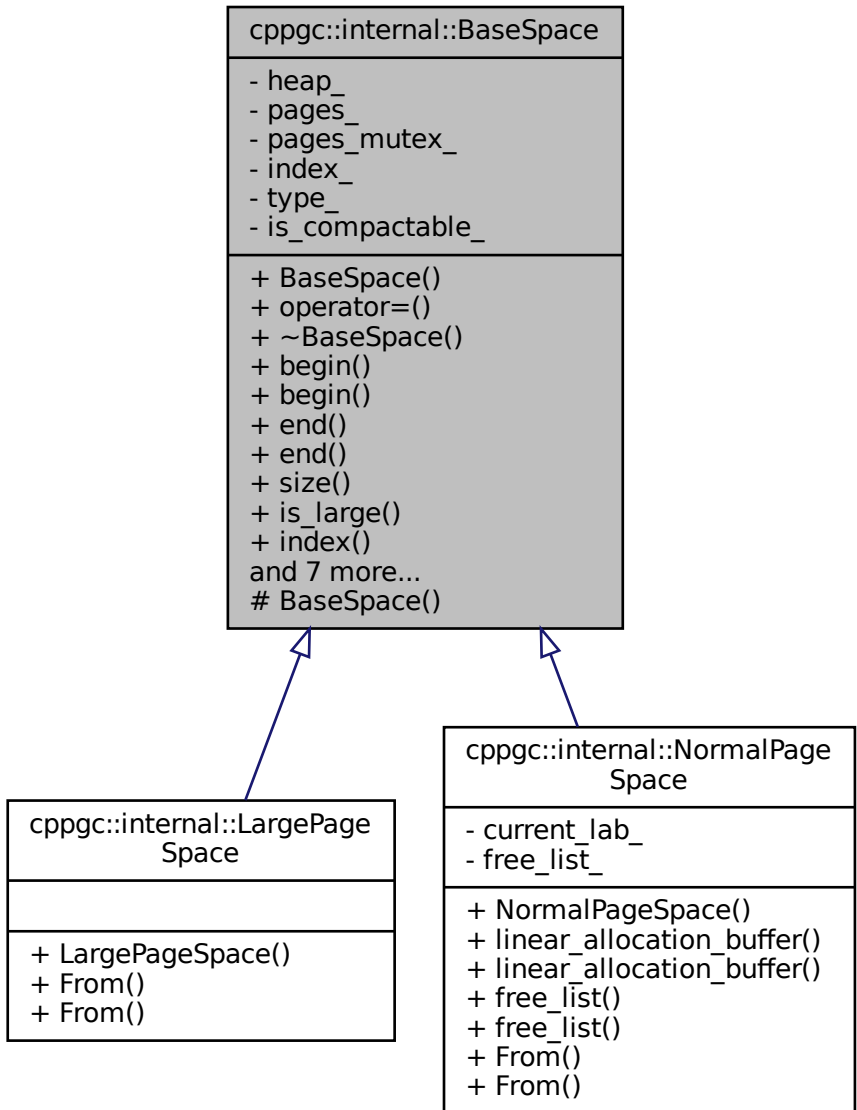 cppgc::internal::BaseSpace
- heap_
- pages_
- pages_mutex_
- index_
- type_
- is_compactable_
+ BaseSpace()
+ operator=()
+ ~BaseSpace()
+ begin()
+ begin()
+ end()
+ end()
+ size()
+ is_large()
+ index()
and 7 more...
# BaseSpace()
cppgc::internal::LargePage
Space
+ LargePageSpace()
+ From()
+ From()
cppgc::internal::NormalPage
Space
- current_lab_
- free_list_
+ NormalPageSpace()
+ linear_allocation_buffer()
+ linear_allocation_buffer()
+ free_list()
+ free_list()
+ From()
+ From()